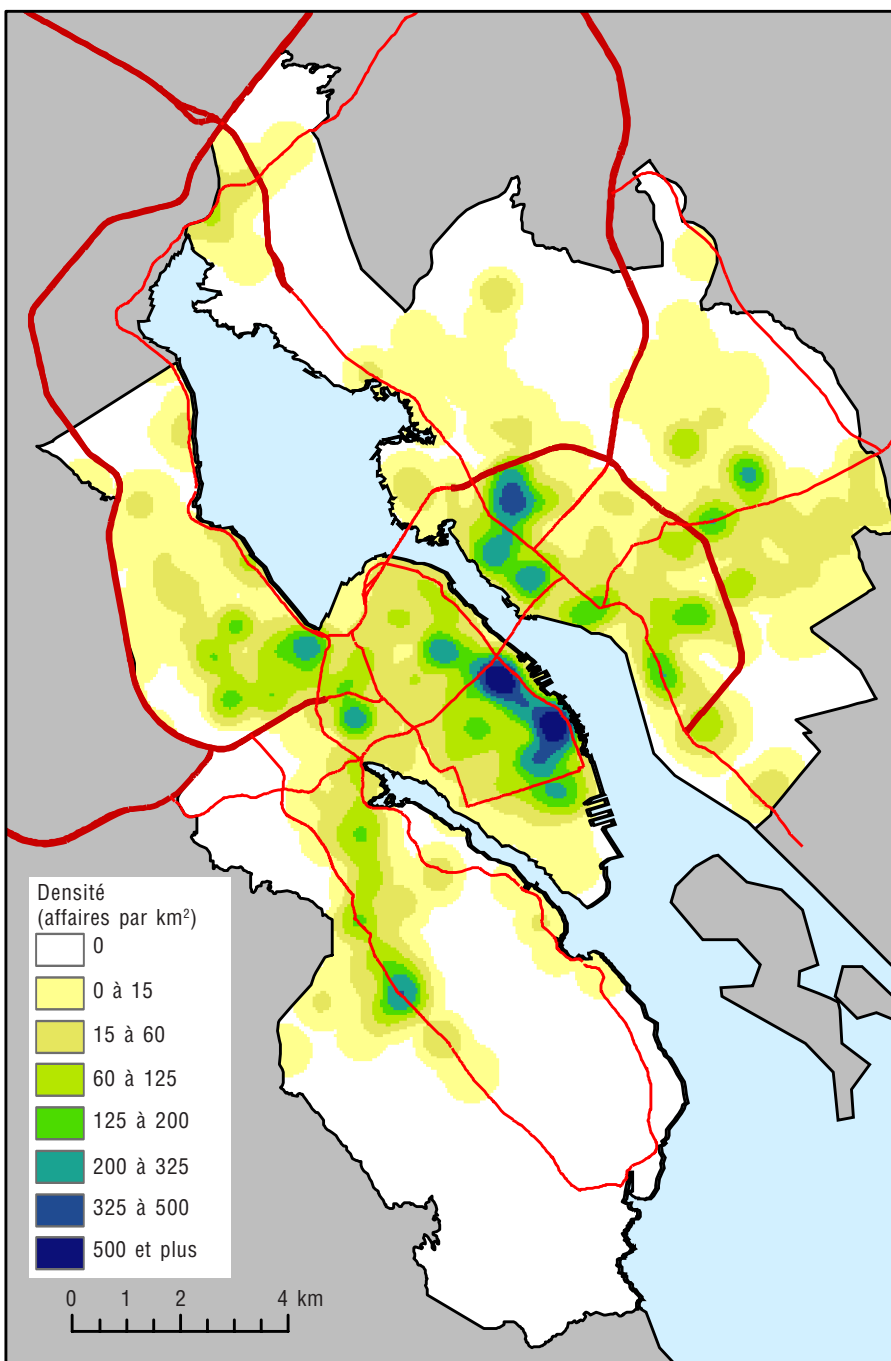 Densité
(affaires par km²)
0
0 à 15
15 à 60
60 à 125
125 à 200
200 à 325
325 à 500
500 et plus
0 1 2 4 km